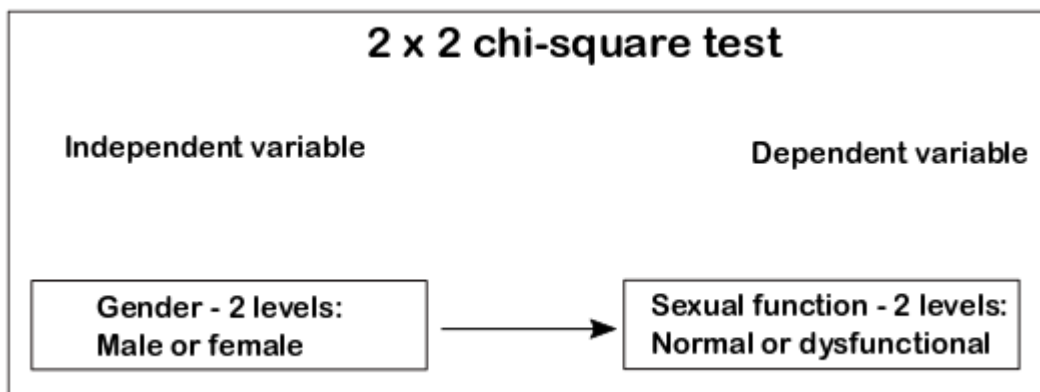 2 x 2 chi-square test
Independent variable
Dependent variable
Gender - 2 levels:
Male or female
Sexual function - 2 levels:
Normal or dysfunctional